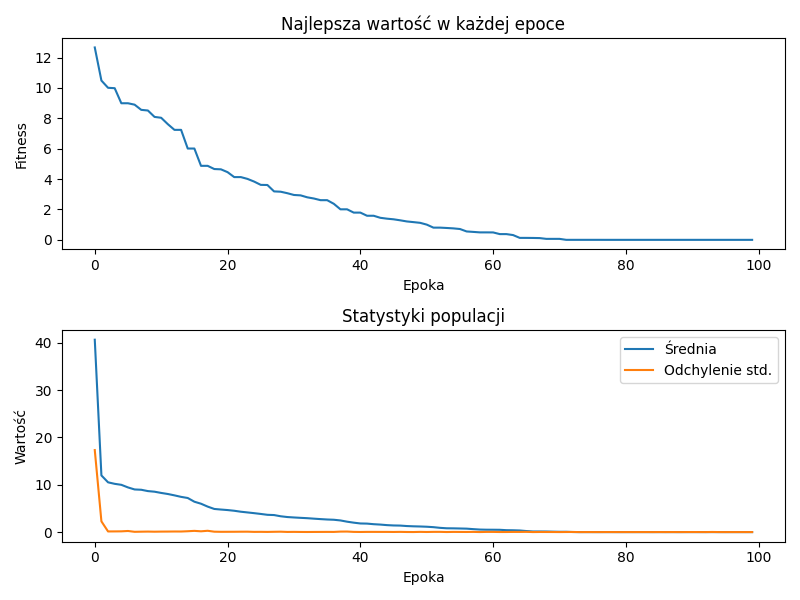 Najlepsza wartość w każdej epoce
12
10
8
6
4
2
0
Fitness
0 20 40 60 80 100
Epoka
Statystyki populacji
40
30
20
10
0
Wartość
Średnia
Odchylenie std.
0 20 40 60 80 100
Epoka